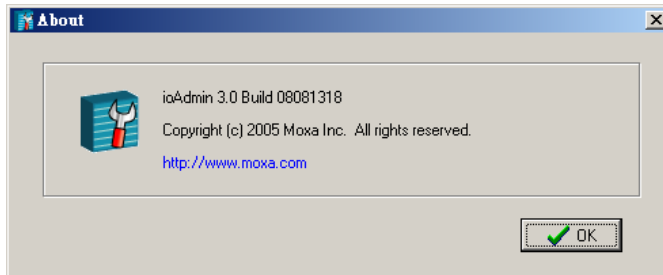 About
ioAdmin 3.0 Build 08081318
Copyright (c) 2005 Moxa Inc.  All rights reserved.
http://www.moxa.com
OK